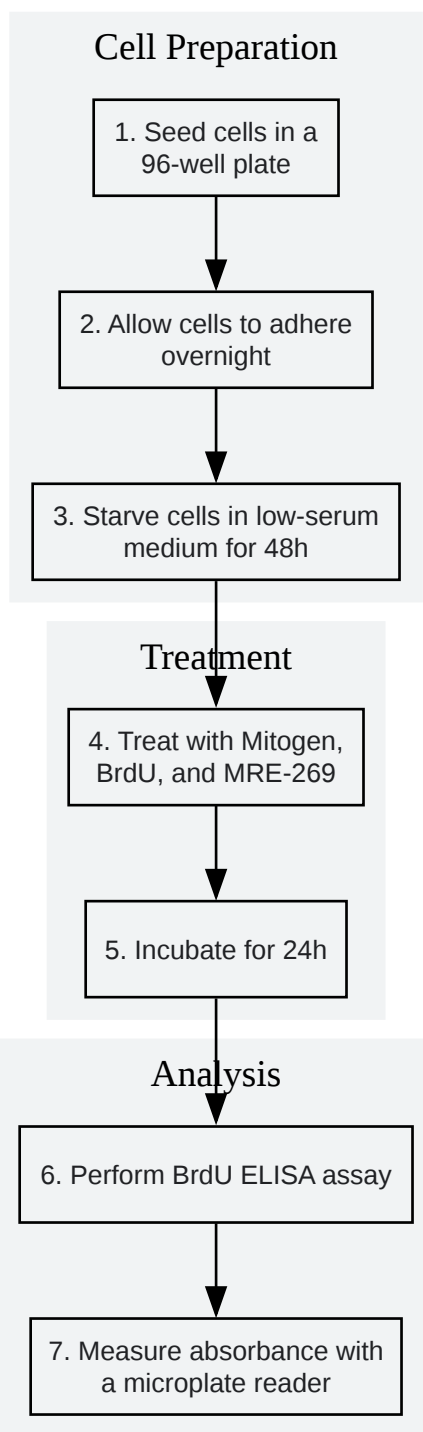 Cell Preparation
1. Seed cells in a
96-well plate
2. Allow cells to adhere
overnight
3. Starve cells in low-serum
medium for 48h
Treatment
4. Treat with Mitogen,
BrdU, and MRE-269
5. Incubate for 24h
Analysis
6. Perform BrdU ELISA assay
7. Measure absorbance with
a microplate reader